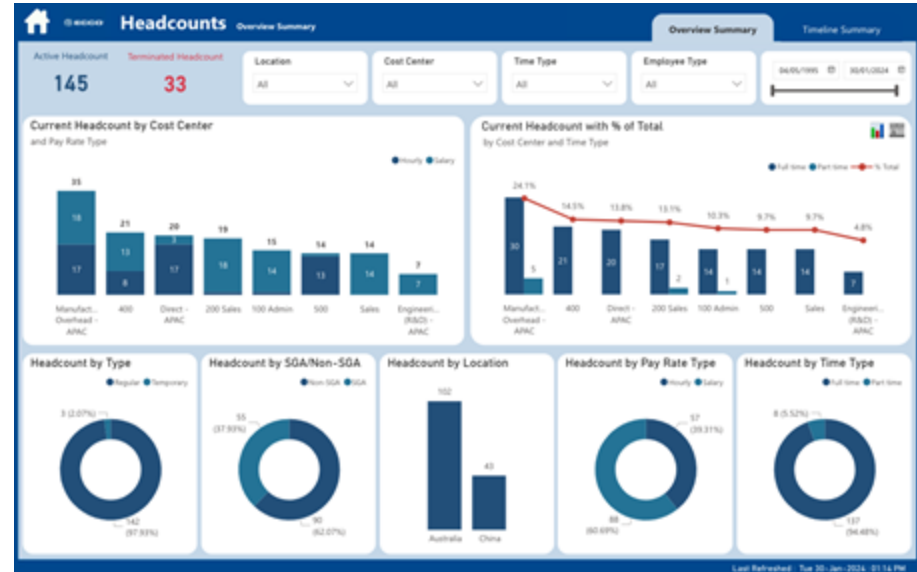 ECCO
Headcounts Overview Summary
Overview Summary
Timeline Summary
Active Headcount
145
Terminated Headcount
33
Location
All
Cost Center
All
Time Type
All
Employee Type
All
04/05/1995
30/01/2024
Current Headcount by Cost Center
and Pay Rate Type
Hourly Salary
35 21 20 19 15 14 14 7
18 13 3 18 14 14 7
17 8 17 13
Manufact... Overhead - APAC
400
Direct - APAC
200 Sales
100 Admin
500
Sales
Engineeri... (R&D) - APAC
Current Headcount with % of Total
by Cost Center and Time Type
Full time Part time % Total
24.1% 14.5% 13.8% 13.1% 10.3% 9.7% 9.7% 4.8%
30 5 21 20 17 2 14 1 14 14 7
Manufact... Overhead - APAC
400
Direct - APAC
200 Sales
100 Admin
500
Sales
Engineeri... (R&D) - APAC
Headcount by Type
Regular Temporary
3 (2.07%)
142
(97.93%)
Headcount by SGA/Non-SGA
Non-SGA SGA
55
(37.93%)
90
(62.07%)
Headcount by Location
102
43
Australia China
Headcount by Pay Rate Type
Hourly Salary
57
(39.31%)
88
(60.69%)
Headcount by Time Type
Full time Part time
8 (5.52%)
137
(94.48%)
Last Refreshed : Tue 30-Jan-2024 01:14 PM